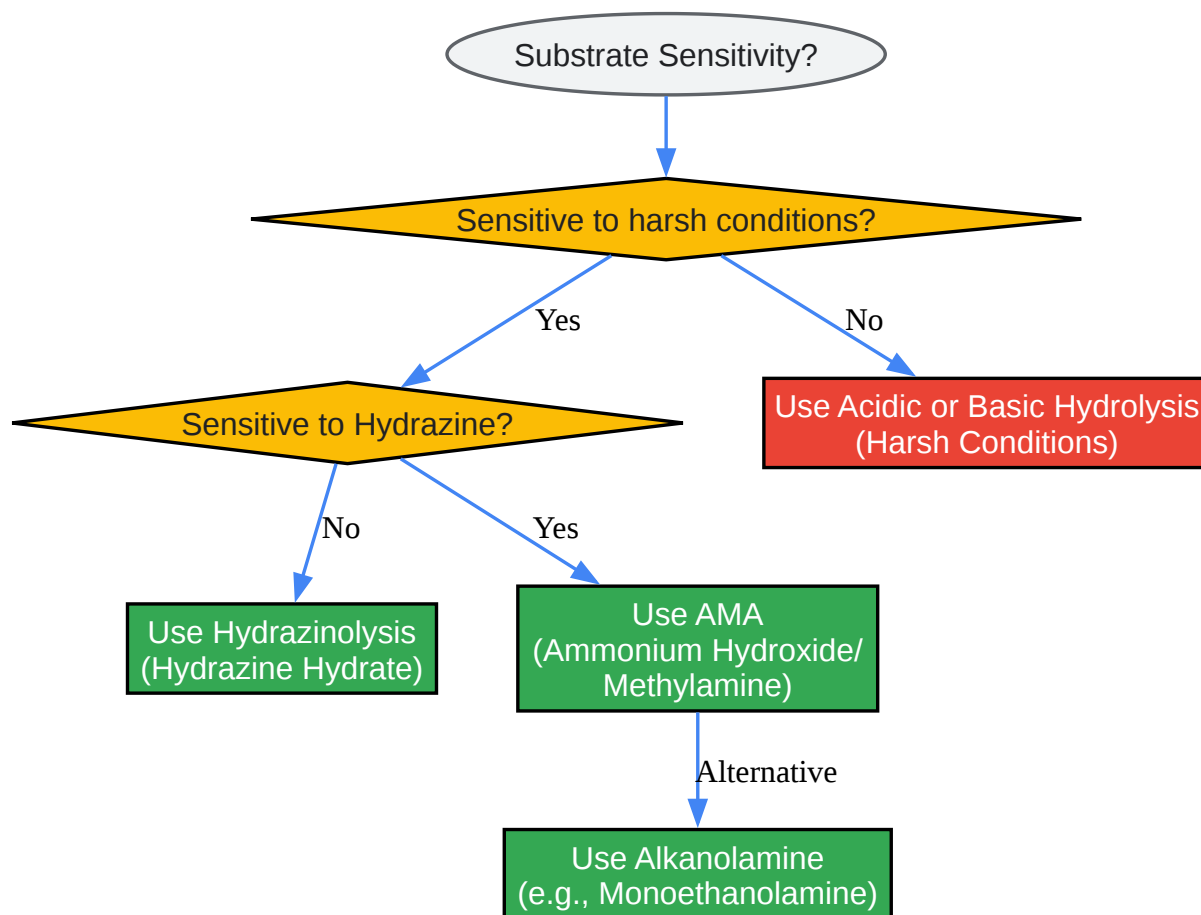 Substrate Sensitivity?
Sensitive to harsh conditions?
Yes
No
Sensitive to Hydrazine?
Use Acidic or Basic Hydrolysis
(Harsh Conditions)
No
Yes
Use Hydrazinolysis
(Hydrazine Hydrate)
Use AMA
(Ammonium Hydroxide/
Methylamine)
Alternative
Use Alkanolamine
(e.g., Monoethanolamine)